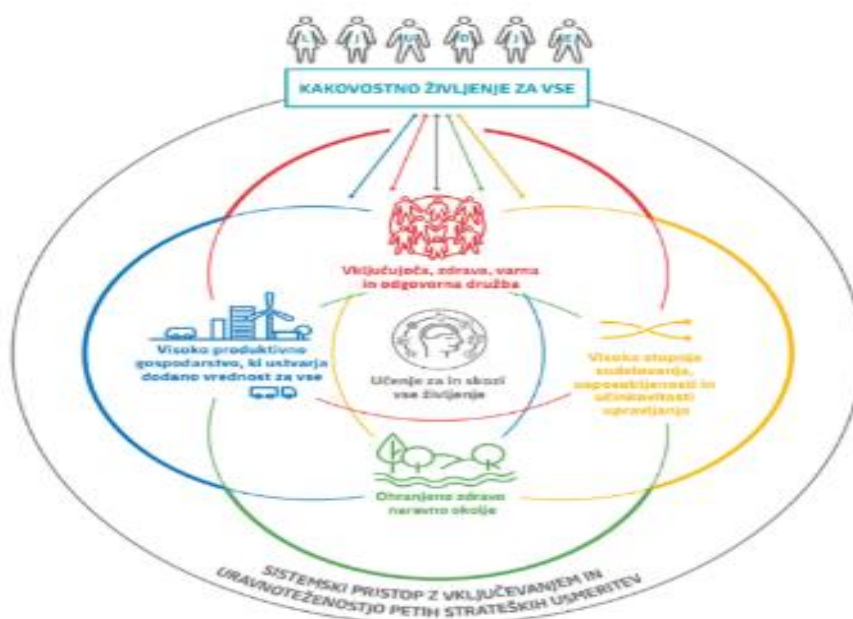 L J U D J E
KAKOVOSTNO ŽIVLJENJE ZA VSE
Vključujoča, zdrava, varna
in odgovorna družba
Visoko produktivno
gospodarstvo, ki ustvarja
dodano vrednost za vse
Učenje za in skozi
vse življenje
Visoka stopnja
sodelovanja,
usposobljenosti in
učinkovitosti
upravljanja
Ohranjeno zdravo
naravno okolje
SISTEMSKI PRISTOP Z VKLJUČEVANJEM IN
URAVNOTEŽENOSTJO PETIH STRATEŠKIH USMERITEV